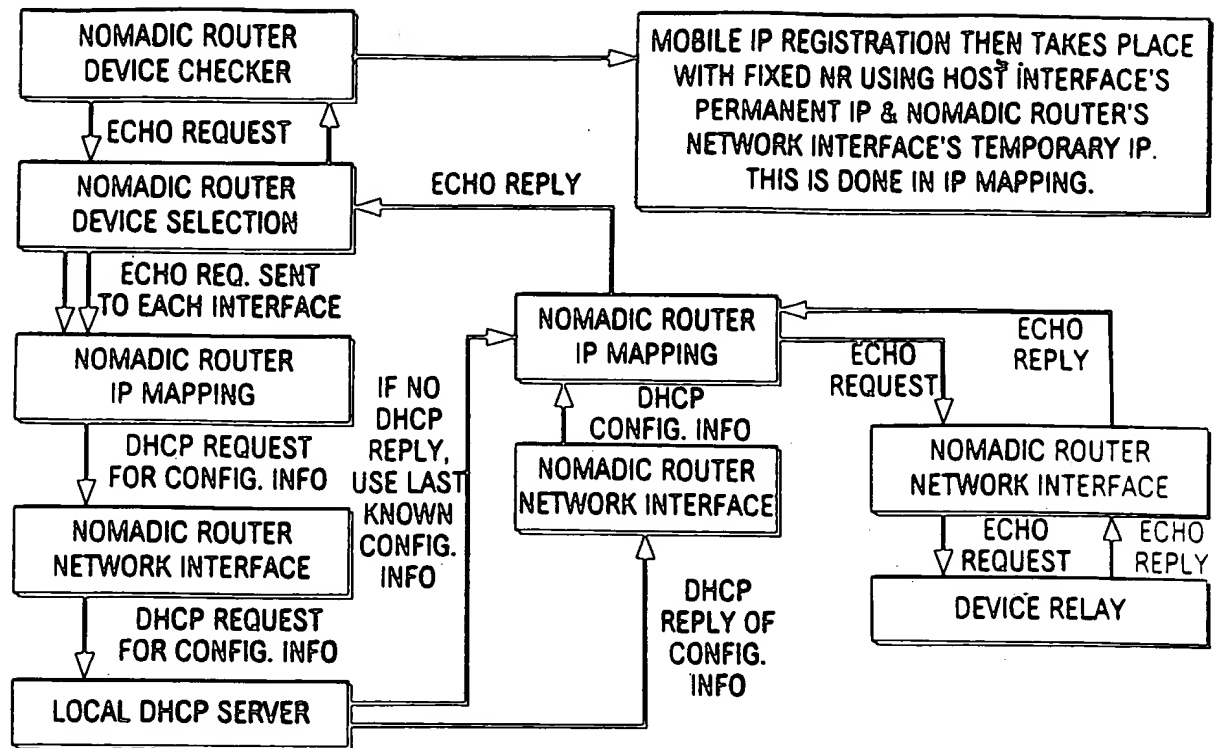 NOMADIC ROUTER
DEVICE CHECKER
ECHO REQUEST
NOMADIC ROUTER
DEVICE SELECTION
ECHO REQ. SENT
TO EACH INTERFACE
NOMADIC ROUTER
IP MAPPING
DHCP REQUEST
FOR CONFIG. INFO
NOMADIC ROUTER
NETWORK INTERFACE
DHCP REQUEST
FOR CONFIG. INFO
LOCAL DHCP SERVER
IF NO
DHCP
REPLY,
USE LAST
KNOWN
CONFIG.
INFO
DHCP
REPLY OF
CONFIG.
INFO
NOMADIC ROUTER
NETWORK INTERFACE
DHCP
CONFIG. INFO
NOMADIC ROUTER
IP MAPPING
ECHO
REQUEST
NOMADIC ROUTER
NETWORK INTERFACE
ECHO
REQUEST
DEVICE RELAY
ECHO
REPLY
ECHO
REPLY
ECHO REPLY
MOBILE IP REGISTRATION THEN TAKES PLACE
WITH FIXED NR USING HOST INTERFACE'S
PERMANENT IP & NOMADIC ROUTER'S
NETWORK INTERFACE'S TEMPORARY IP.
THIS IS DONE IN IP MAPPING.